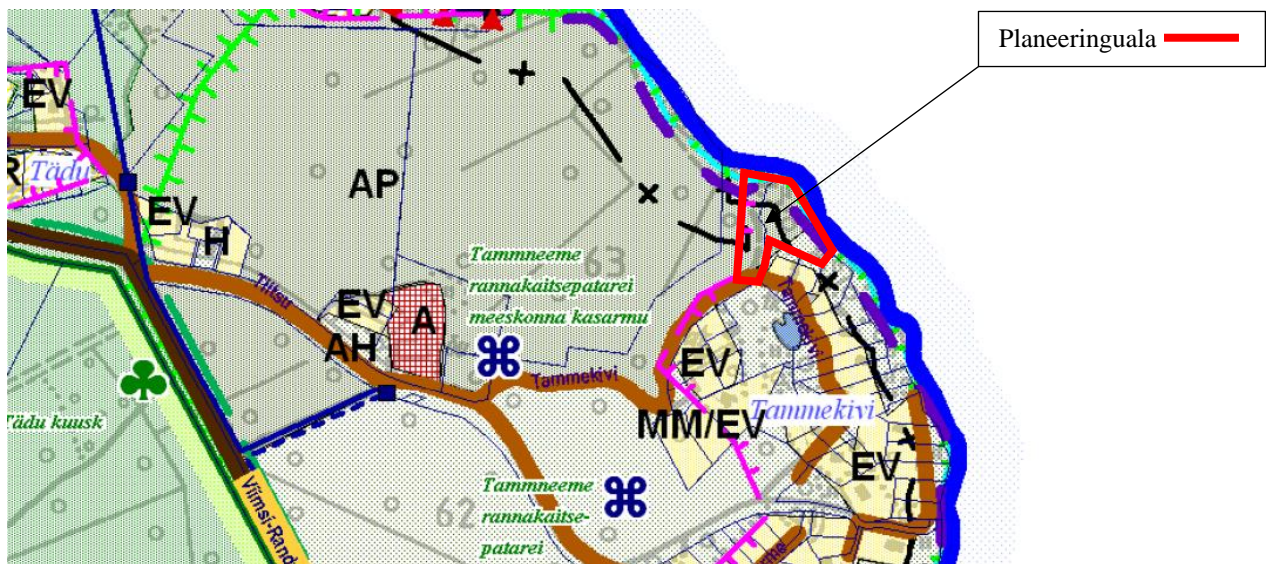 Planeeringuala
EV
R
Tädu
EV
H
AP
Tiitsu
EV
A
AH
63
Tammneeme
rannakaitsepatarei
meeskonna kasarmu
Tammekivi
Tammekivi
EV
MM/EV
Tammekivi
EV
Tädu kuusk
Viimsi-Rand
62
Tammneeme
rannakaitse-
patarei